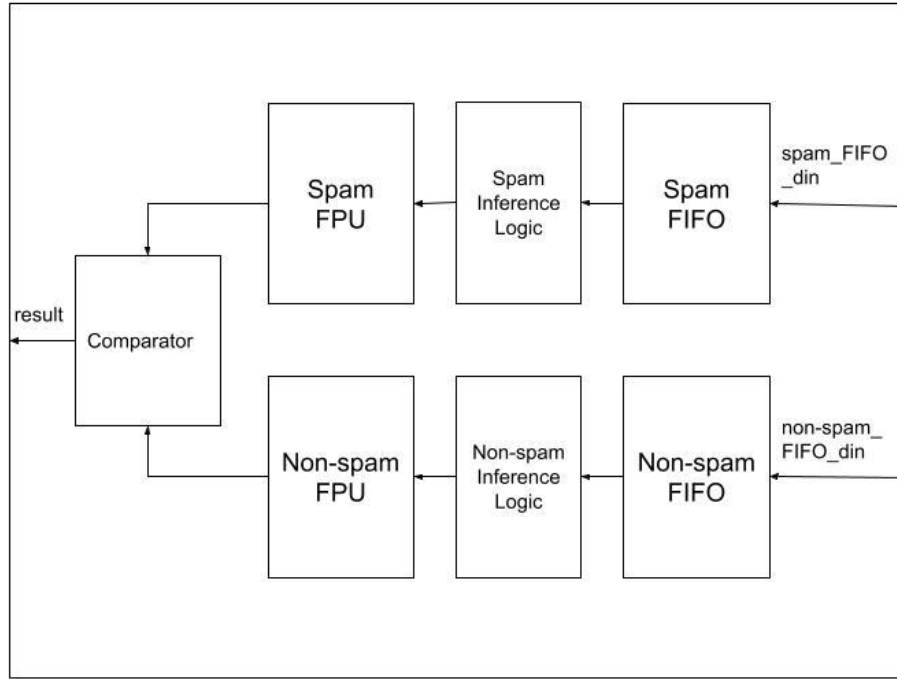 Spam
FPU
Spam
Inference
Logic
Spam
FIFO
spam_FIFO
_din
result
Comparator
Non-spam
FPU
Non-spam
Inference
Logic
Non-spam
FIFO
non-spam_
FIFO_din